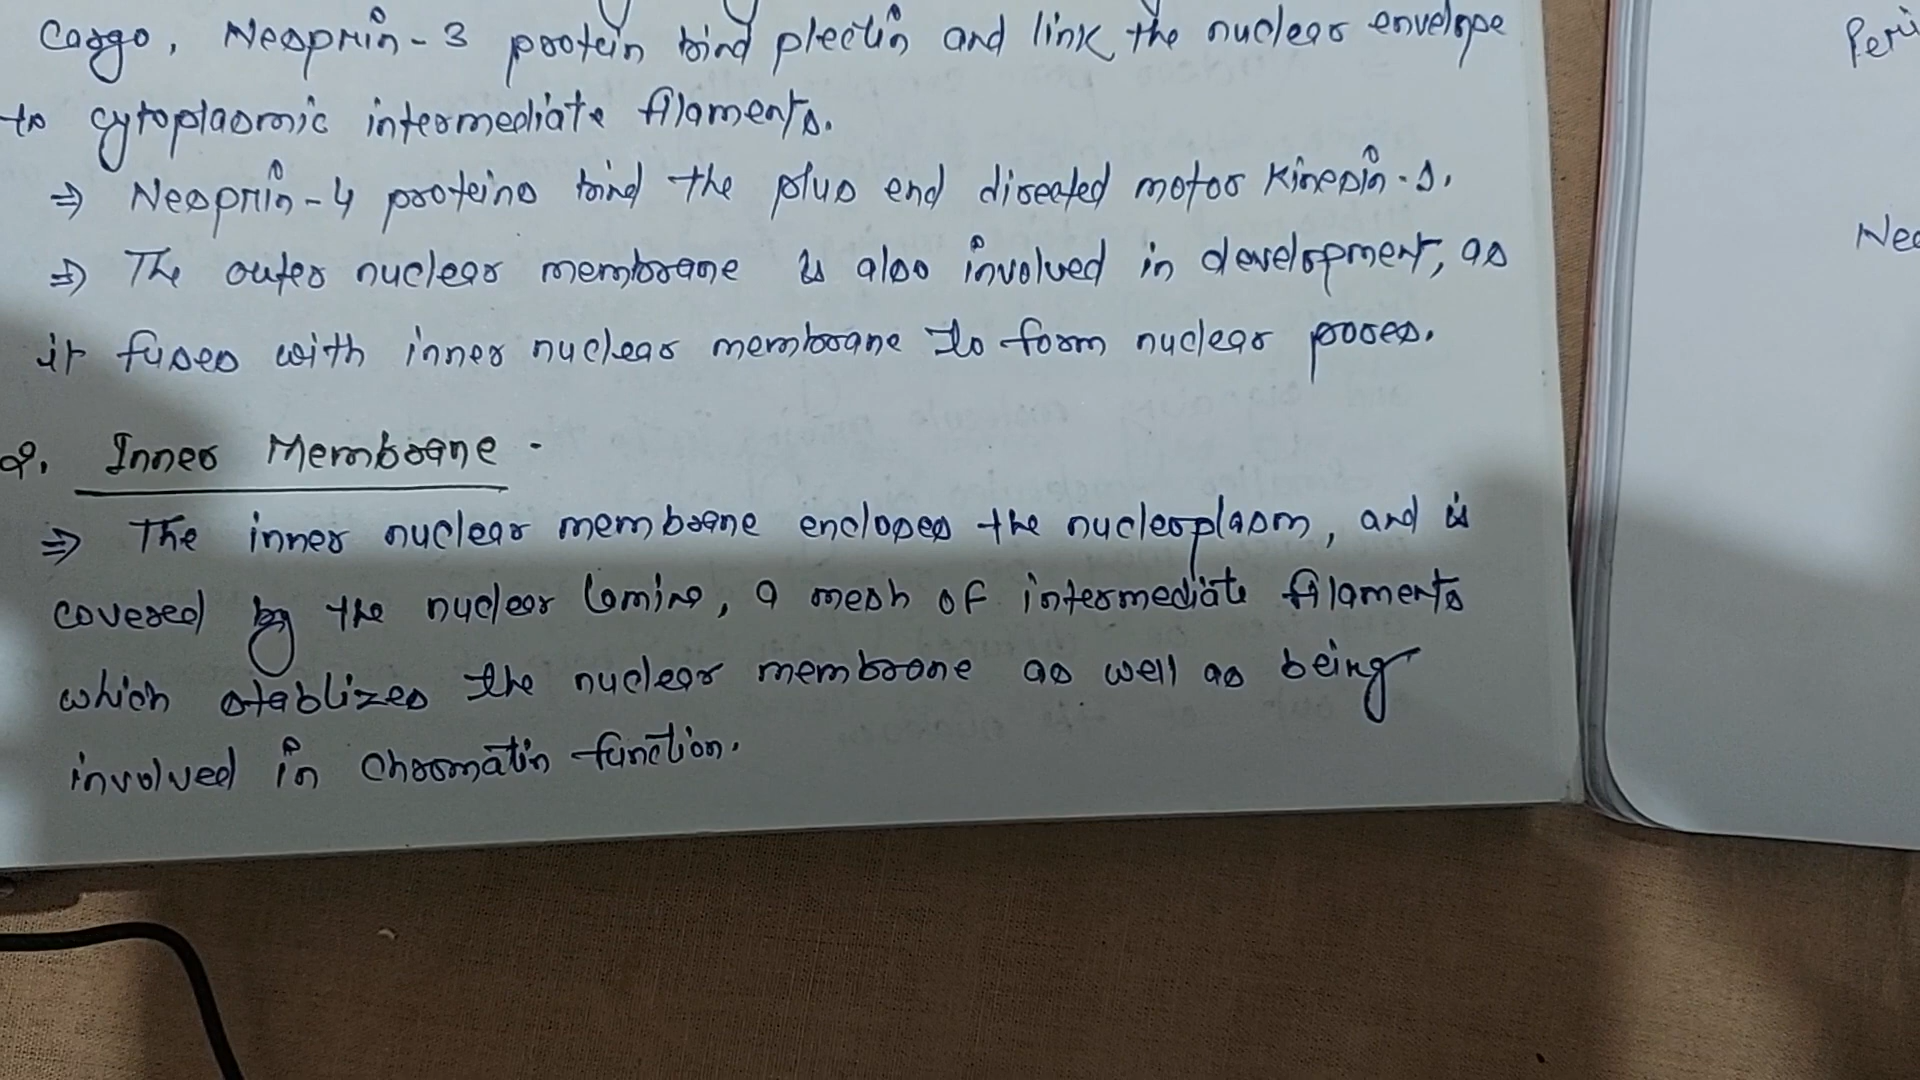 Cargo, Nesprin-3 protein bind plectin and link the nuclear envelope
to cytoplasmic intermediate filaments.
⇒ Nesprin-4 proteins bind the plus end directed motor Kinesin-1.
⇒ The outer nuclear membrane is also involved in development, as
it fuses with inner nuclear membrane to form nuclear pores.
2. Inner Membrane -
⇒ The inner nuclear membrane encloses the nucleoplasm, and is
covered by the nuclear lamina, a mesh of intermediate filaments
which stablizes the nuclear membrane as well as being
involved in chromatin function.
Peri